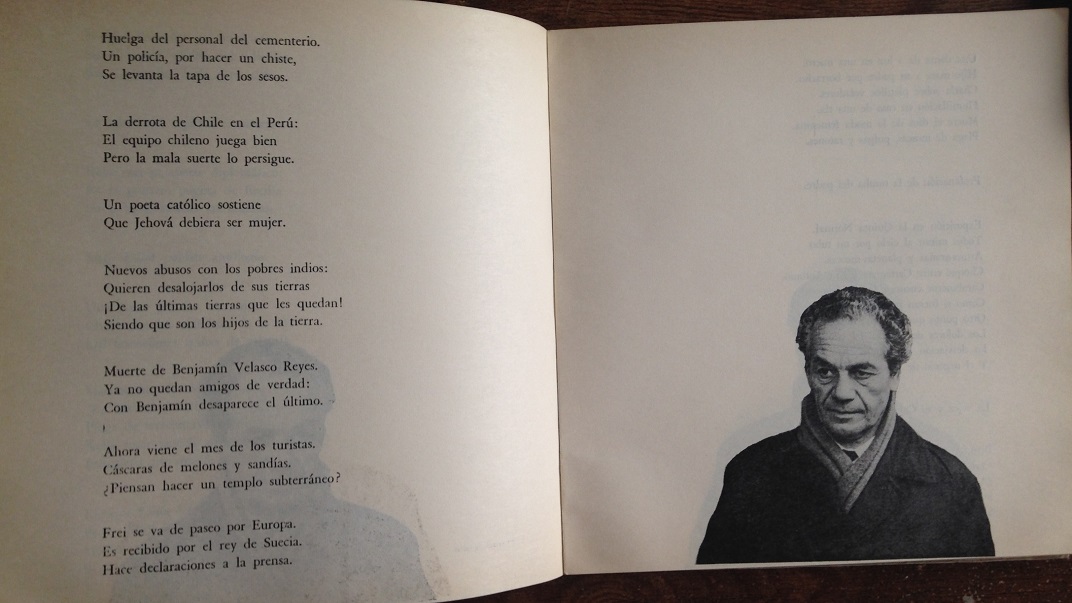 Huelga del personal del cementerio.
Un policía, por hacer un chiste,
Se levanta la tapa de los sesos.
La derrota de Chile en el Perú:
El equipo chileno juega bien
Pero la mala suerte lo persigue.
Un poeta católico sostiene
Que Jehová debiera ser mujer.
Nuevos abusos con los pobres indios:
Quieren desalojarlos de sus tierras
¡De las últimas tierras que les quedan!
Siendo que son los hijos de la tierra.
Muerte de Benjamín Velasco Reyes.
Ya no quedan amigos de verdad:
Con Benjamín desaparece el último.
Ahora viene el mes de los turistas.
Cáscaras de melones y sandías.
¿Piensan hacer un templo subterráneo?
Frei se va de paseo por Europa.
Es recibido por el rey de Suecia.
Hace declaraciones a la prensa.